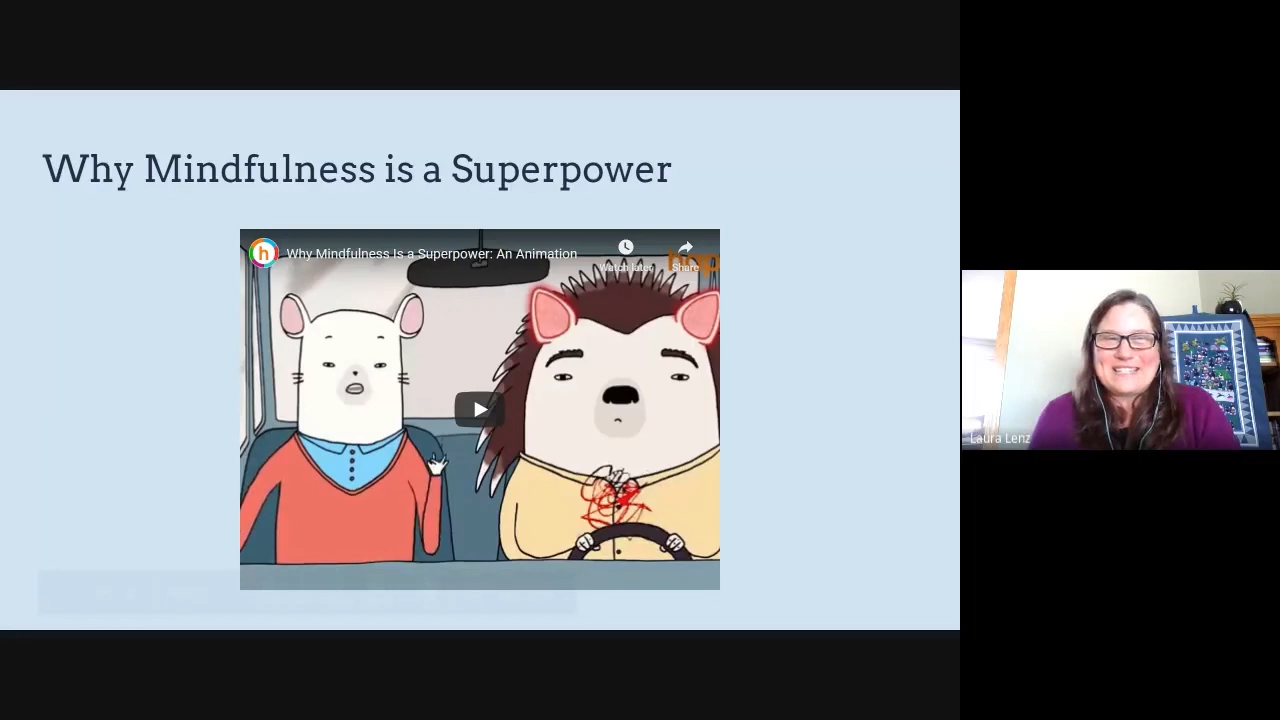 Why Mindfulness is a Superpower
h
Why Mindfulness Is a Superpower: An Animation
Watch later
Share
Laura Lenz